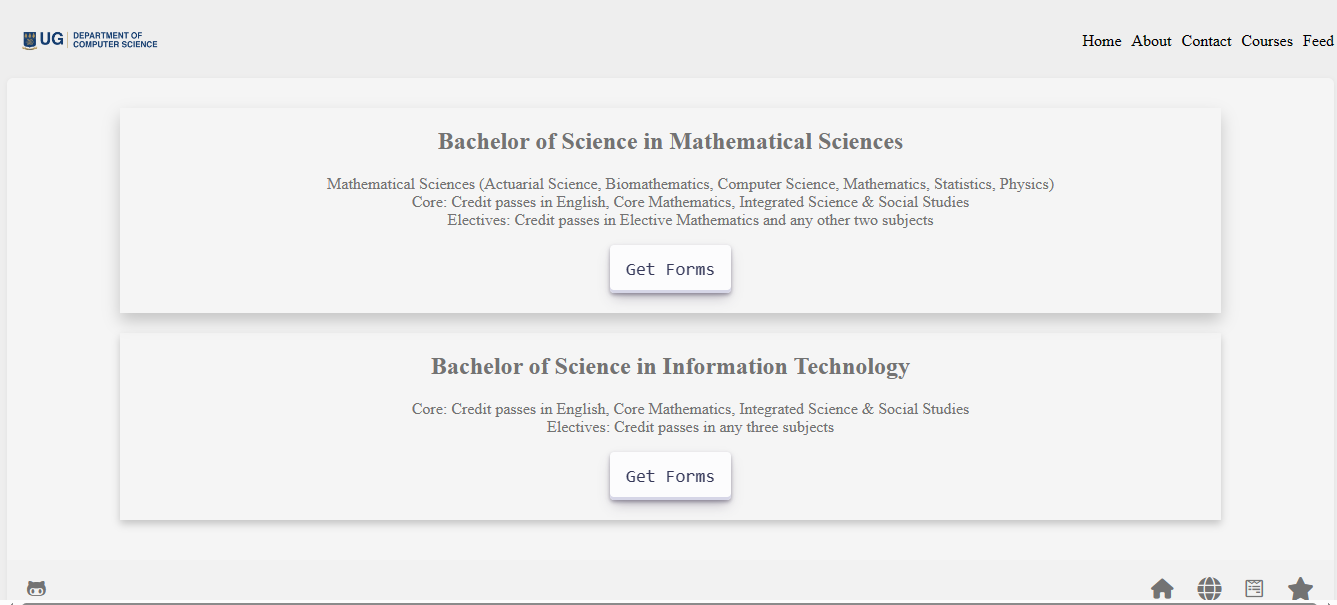 UG DEPARTMENT OF
COMPUTER SCIENCE
Home About Contact Courses Feed
Bachelor of Science in Mathematical Sciences
Mathematical Sciences (Actuarial Science, Biomathematics, Computer Science, Mathematics, Statistics, Physics)
Core: Credit passes in English, Core Mathematics, Integrated Science & Social Studies
Electives: Credit passes in Elective Mathematics and any other two subjects
Get Forms
Bachelor of Science in Information Technology
Core: Credit passes in English, Core Mathematics, Integrated Science & Social Studies
Electives: Credit passes in any three subjects
Get Forms